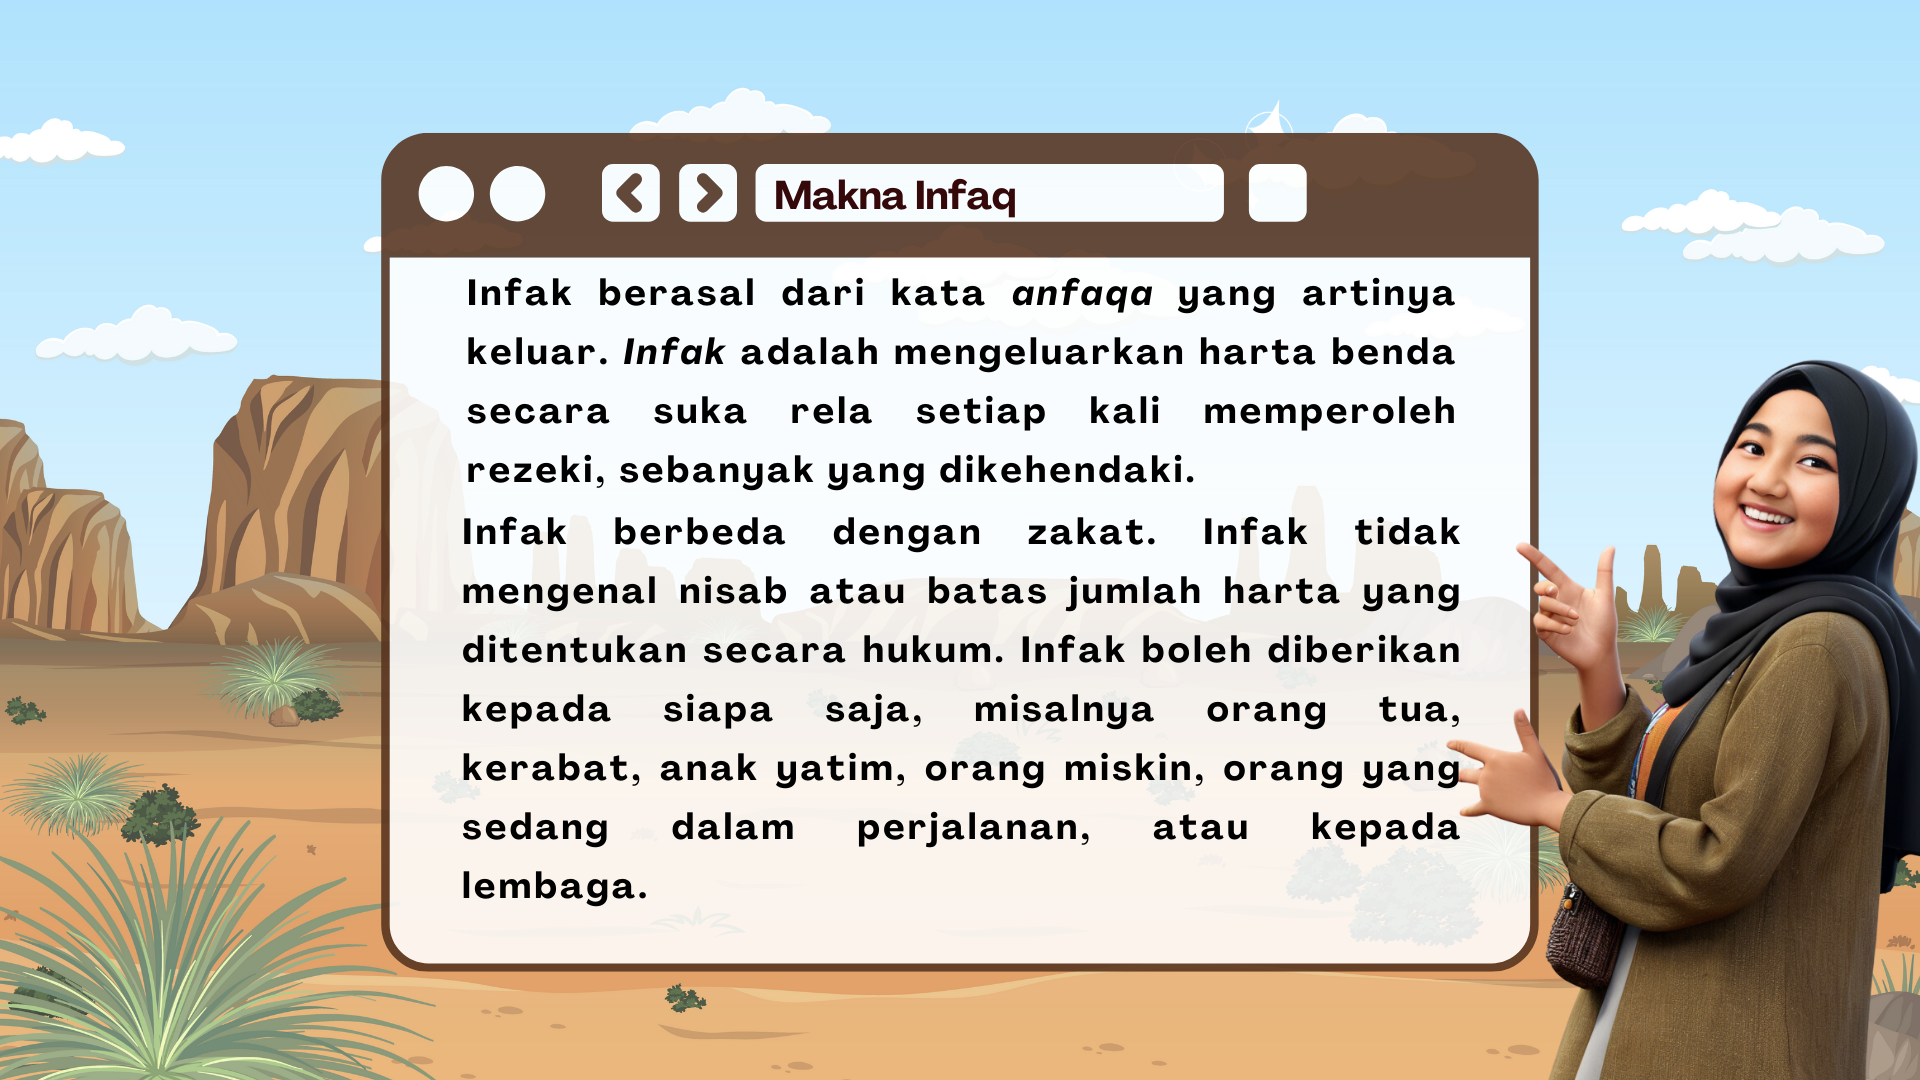 Makna Infaq
Infak berasal dari kata anfaqa yang artinya
keluar. Infak adalah mengeluarkan harta benda
secara suka rela setiap kali memperoleh
rezeki, sebanyak yang dikehendaki.
Infak berbeda dengan zakat. Infak tidak
mengenal nisab atau batas jumlah harta yang
ditentukan secara hukum. Infak boleh diberikan
kepada siapa saja, misalnya orang tua,
kerabat, anak yatim, orang miskin, orang yang
sedang dalam perjalanan, atau kepada
lembaga.